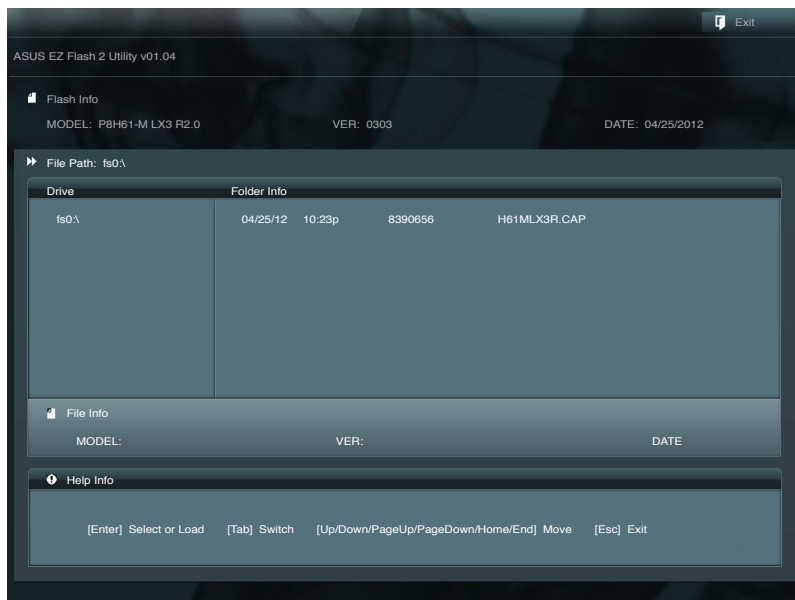 Exit
ASUS EZ Flash 2 Utility v01.04
Flash Info
MODEL: P8H61-M LX3 R2.0 VER: 0303 DATE: 04/25/2012
File Path: fs0:\
Drive Folder Info
fs0:\ 04/25/12 10:23p 8390656 H61MLX3R.CAP
File Info
MODEL: VER: DATE
Help Info
[Enter] Select or Load [Tab] Switch [Up/Down/PageUp/PageDown/Home/End] Move [Esc] Exit